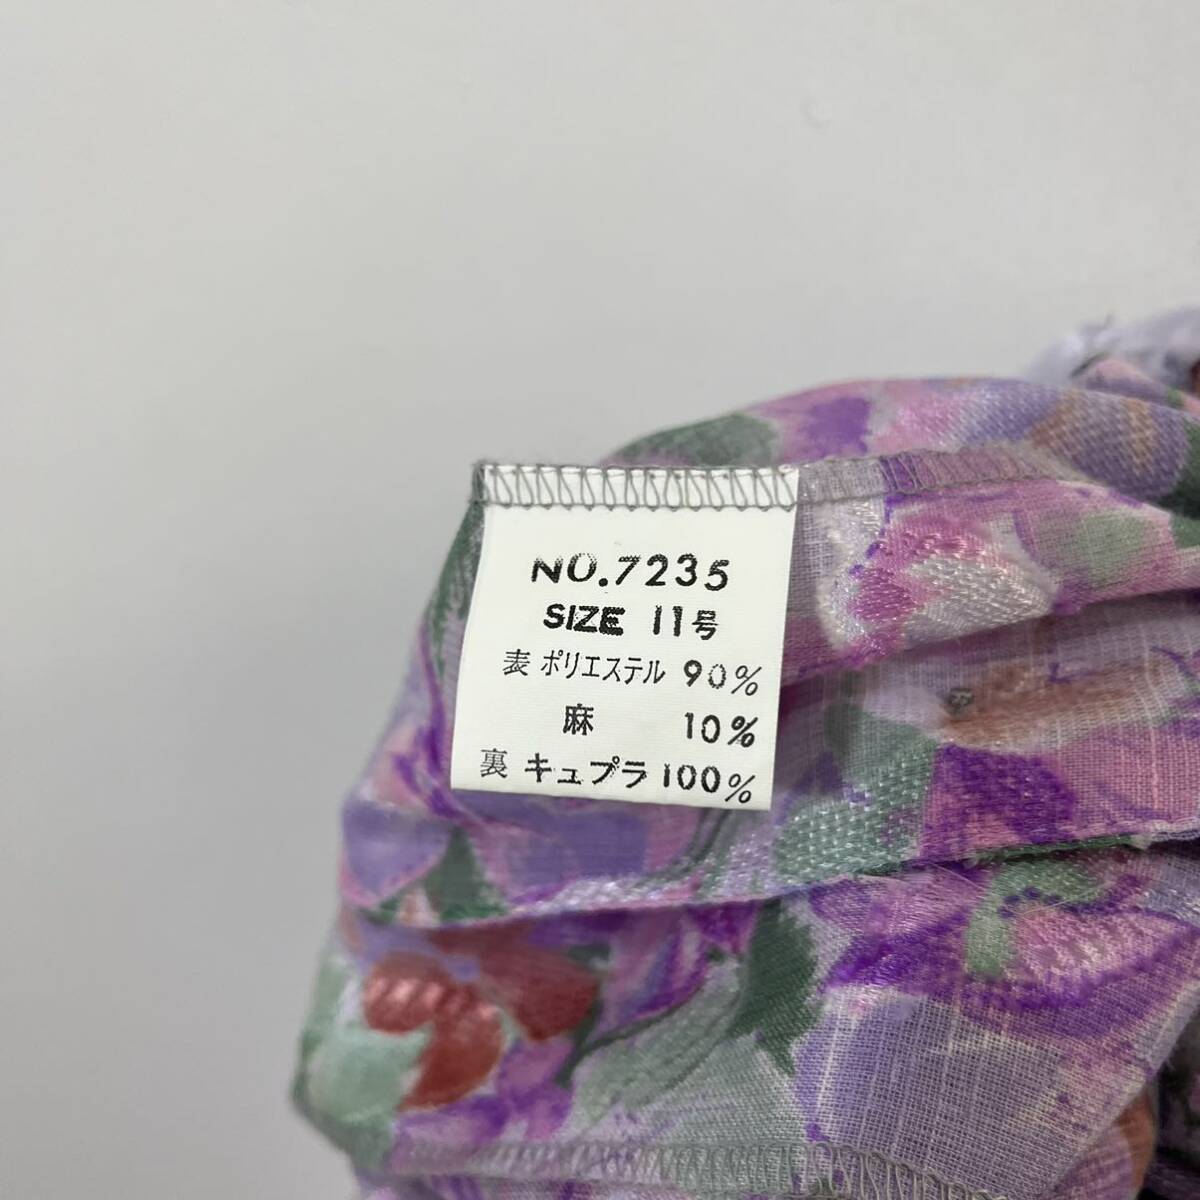 NO.7235
SIZE 11号
表 ポリエステル 90%
麻 10%
裏 キュプラ 100%